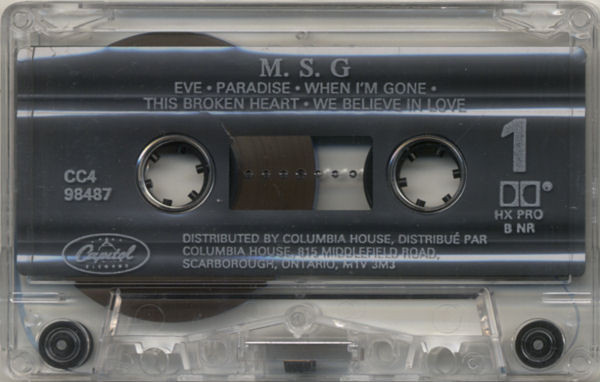 M. S. G
EVE • PARADISE • WHEN I'M GONE •
THIS BROKEN HEART • WE BELIEVE IN LOVE
1
CC4
98487
HX PRO
B NR
Capitol
DISTRIBUTED BY COLUMBIA HOUSE, DISTRIBUÉ PAR
COLUMBIA HOUSE, 815 MIDDLEFIELD ROAD,
SCARBOROUGH, ONTARIO, M1V 3M3